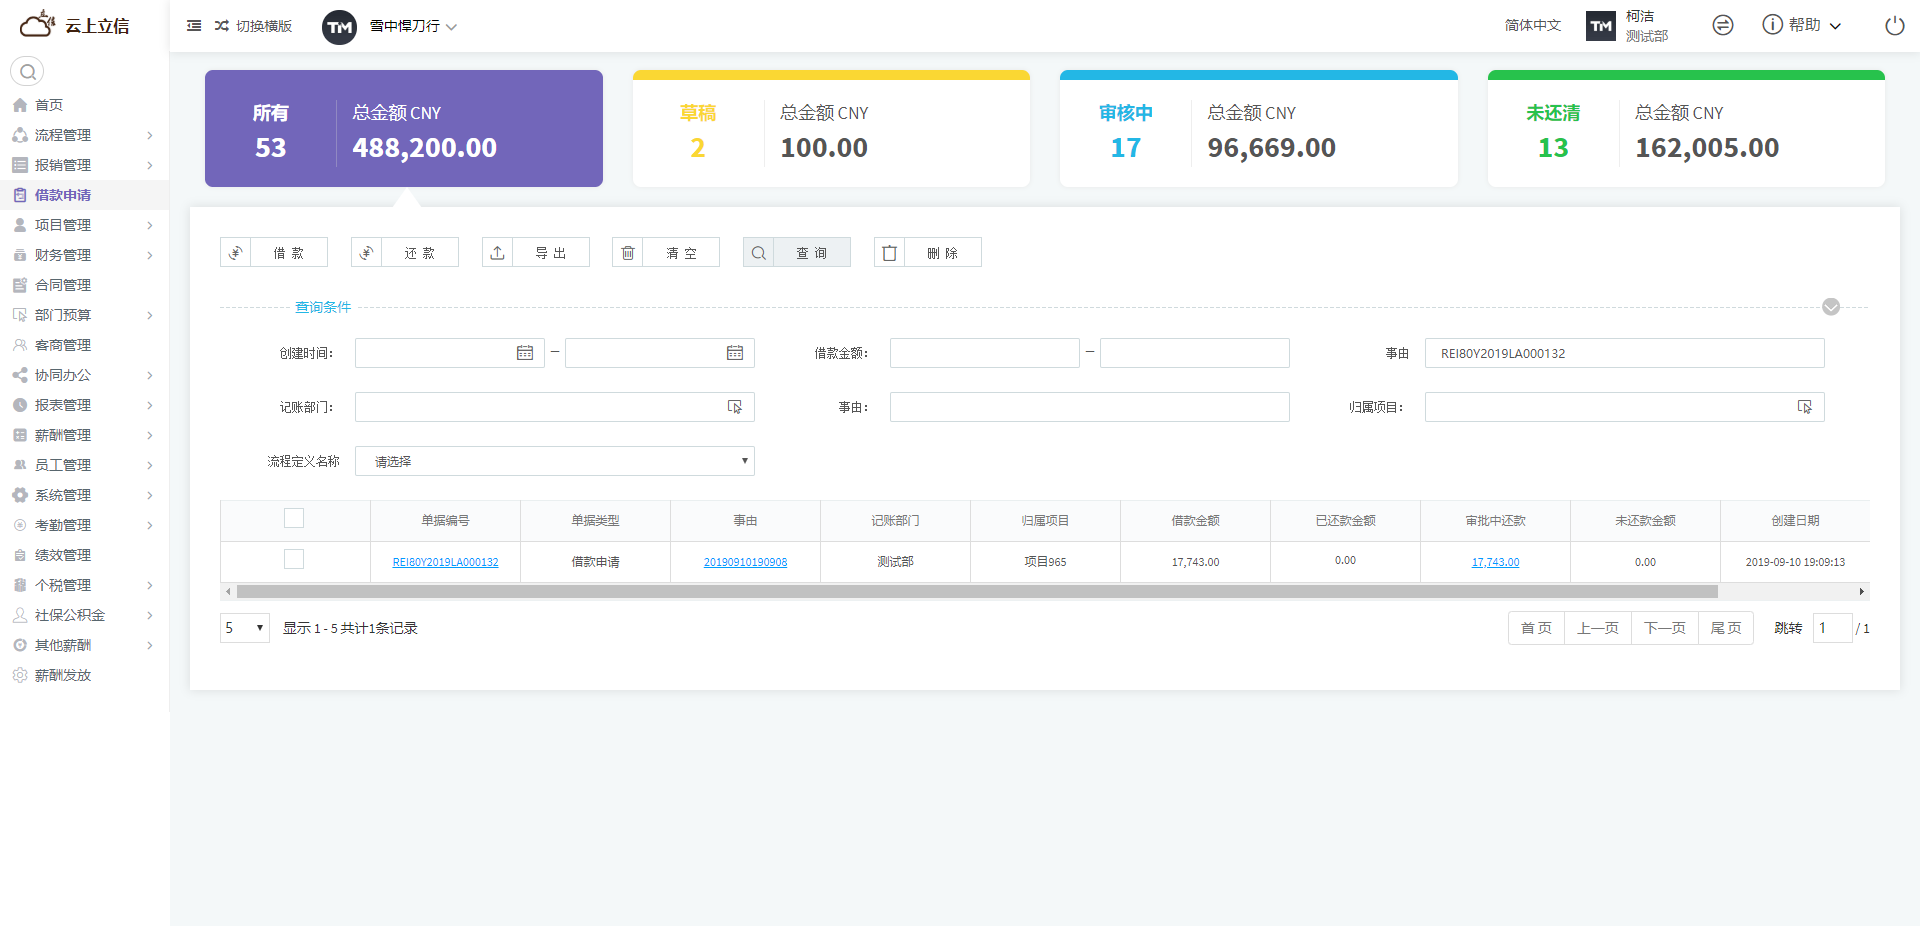 云上立信
切换横版
TM 雪中悍刀行
简体中文
TM 柯洁
测试部
帮助
首页
流程管理
报销管理
借款申请
项目管理
财务管理
合同管理
部门预算
客商管理
协同办公
报表管理
薪酬管理
员工管理
系统管理
考勤管理
绩效管理
个税管理
社保公积金
其他薪酬
薪酬发放
所有 总金额 CNY
53 488,200.00
草稿 总金额 CNY
2 100.00
审核中 总金额 CNY
17 96,669.00
未还清 总金额 CNY
13 162,005.00
借 款 还 款 导 出 清 空 查 询 删 除
查询条件
创建时间: – 借款金额: – 事由 REI80Y2019LA000132
记账部门: 事由: 归属项目:
流程定义名称 请选择
单据编号 单据类型 事由 记账部门 归属项目 借款金额 已还款金额 审批中还款 未还款金额 创建日期
REI80Y2019LA000132 借款申请 20190910190908 测试部 项目965 17,743.00 0.00 17,743.00 0.00 2019-09-10 19:09:13
5 显示 1 - 5 共计1条记录 首页 上一页 下一页 尾页 跳转 1 / 1